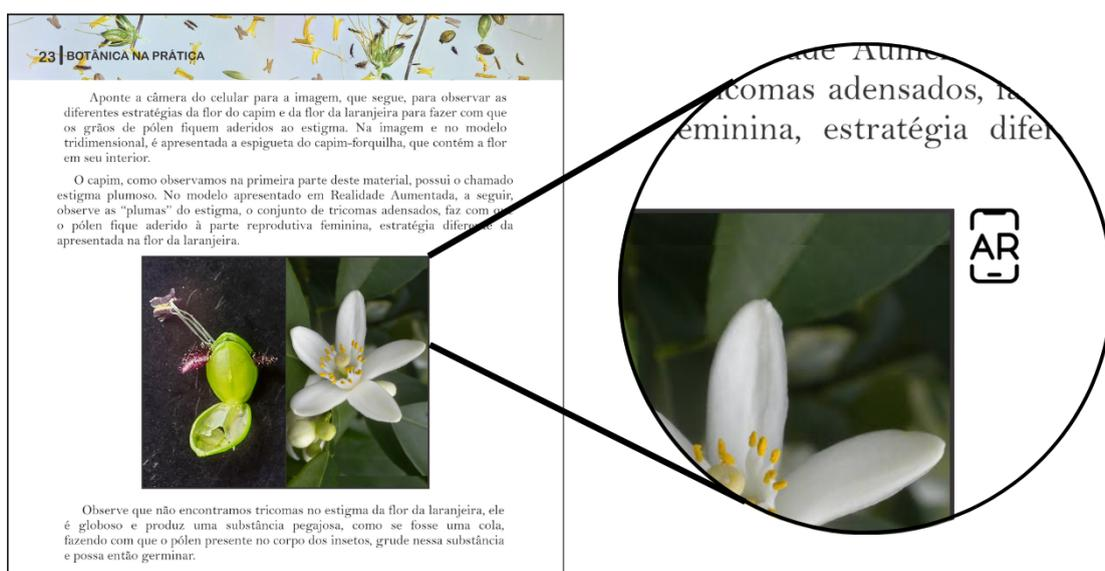 23 | BOTÂNICA NA PRÁTICA
Aponte a câmera do celular para a imagem, que segue, para observar as
diferentes estratégias da flor do capim e da flor da laranjeira para fazer com que
os grãos de pólen fiquem aderidos ao estigma. Na imagem e no modelo
tridimensional, é apresentada a espigueta do capim-forquilha, que contém a flor
em seu interior.
O capim, como observamos na primeira parte deste material, possui o chamado
estigma plumoso. No modelo apresentado em Realidade Aumentada, a seguir,
observe as “plumas” do estigma, o conjunto de tricomas adensados, faz com que
o pólen fique aderido à parte reprodutiva feminina, estratégia diferente da
apresentada na flor da laranjeira.
Observe que não encontramos tricomas no estigma da flor da laranjeira, ele
é globoso e produz uma substância pegajosa, como se fosse uma cola,
fazendo com que o pólen presente no corpo dos insetos, grude nessa substância
e possa então germinar.
dade Aumen
icomas adensados, fa
eminina, estratégia difer
AR